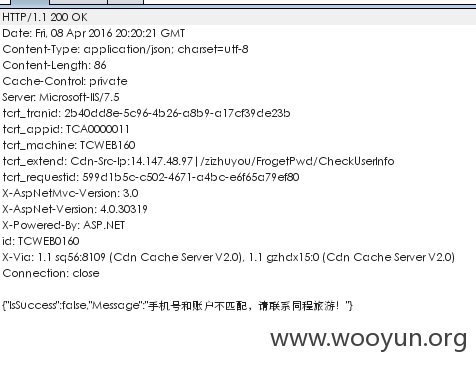 HTTP/1.1 200 OK
Date: Fri, 08 Apr 2016 20:20:21 GMT
Content-Type: application/json; charset=utf-8
Content-Length: 86
Cache-Control: private
Server: Microsoft-IIS/7.5
tcrt_tranid: 2b40dd8e-5c96-4b26-a8b9-a17cf39de23b
tcrt_appid: TCA0000011
tcrt_machine: TCWEB160
tcrt_extend: Cdn-Src-Ip:14.147.48.97|/zizhuyou/FrogetPwd/CheckUserInfo
tcrt_requestid: 599d1b5c-c502-4671-a4bc-e6f65a79ef80
X-AspNetMvc-Version: 3.0
X-AspNet-Version: 4.0.30319
X-Powered-By: ASP.NET
id: TCWEB0160
X-Via: 1.1 sq56:8109 (Cdn Cache Server V2.0), 1.1 gzhdx15:0 (Cdn Cache Server V2.0)
Connection: close
{"IsSuccess":false,"Message":"手机号和账户不匹配，请联系同程旅游！"}
www.wooyun.org